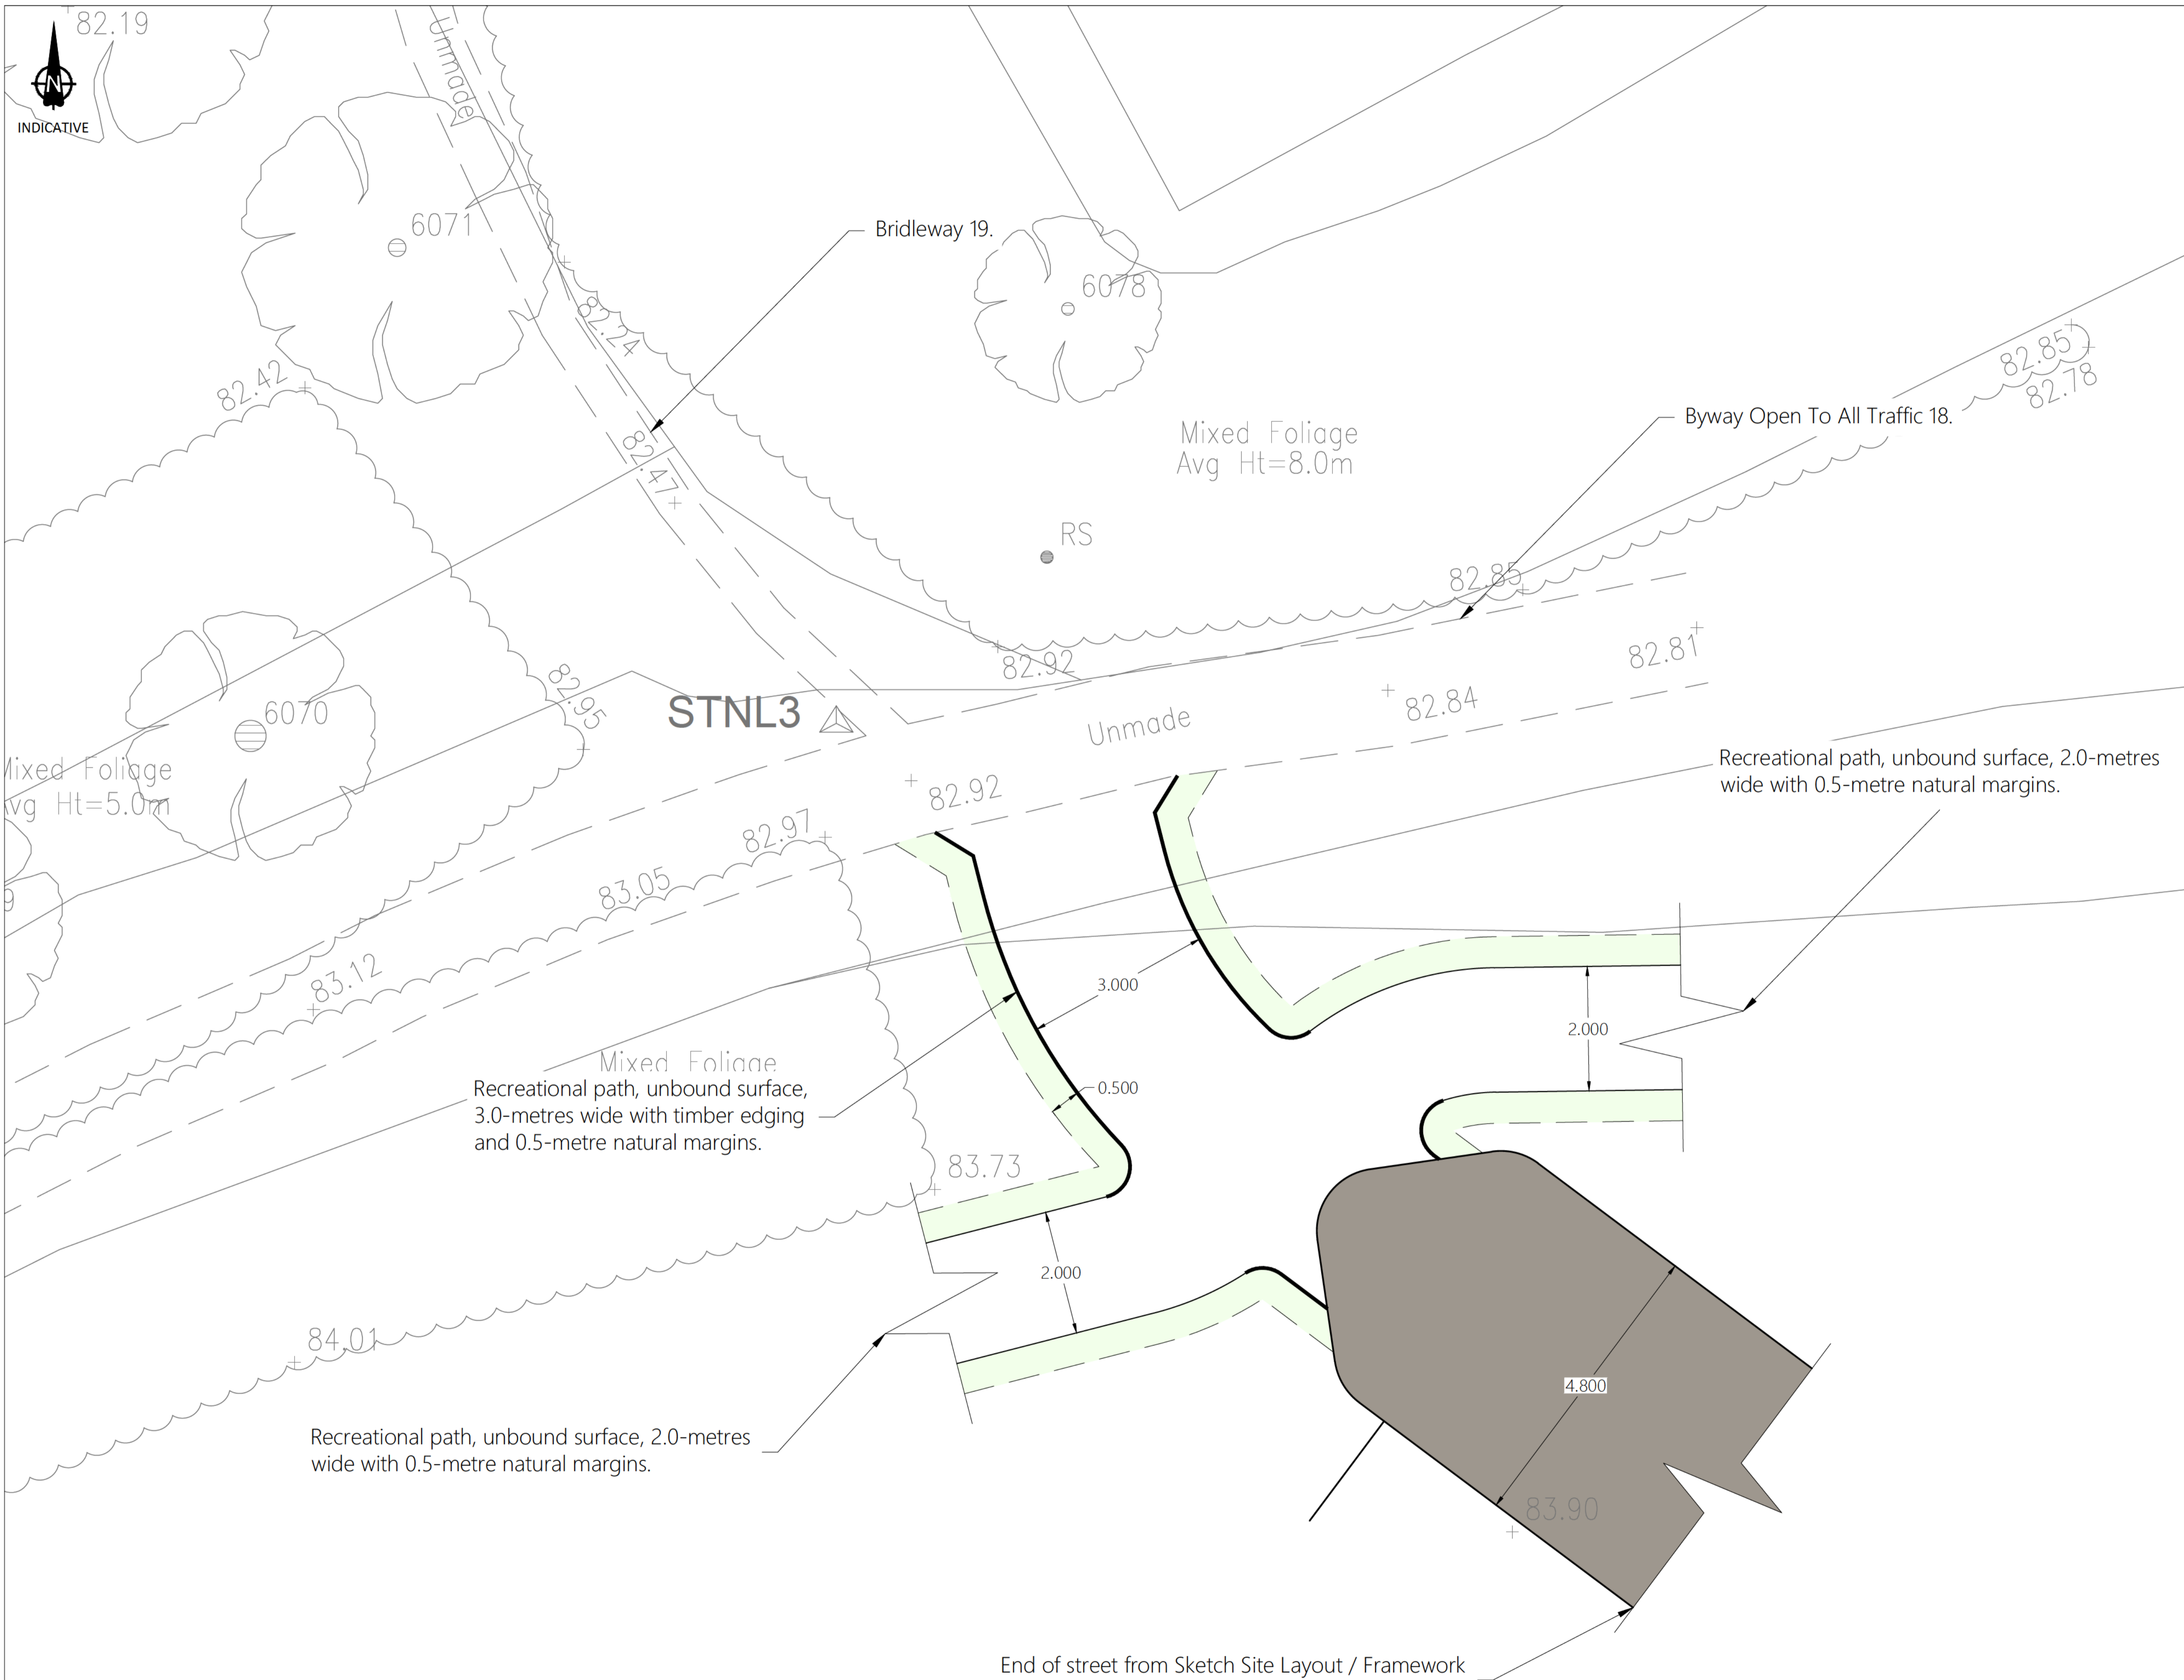 82.19
N
INDICATIVE
Unmade
6071
Bridleway 19.
6078
82.24
82.42
82.47
82.85
82.78
Byway Open To All Traffic 18.
Mixed Foliage
Avg Ht=8.0m
RS
82.85
82.92
82.81
82.95
STNL3
82.84
6070
Unmade
Mixed Foliage
Avg Ht=5.0m
82.92
Recreational path, unbound surface, 2.0-metres
wide with 0.5-metre natural margins.
82.97
83.05
9
83.12
3.000
2.000
Mixed Foliage
Recreational path, unbound surface,
3.0-metres wide with timber edging
and 0.5-metre natural margins.
0.500
83.73
2.000
84.01
4.800
Recreational path, unbound surface, 2.0-metres
wide with 0.5-metre natural margins.
83.90
End of street from Sketch Site Layout / Framework